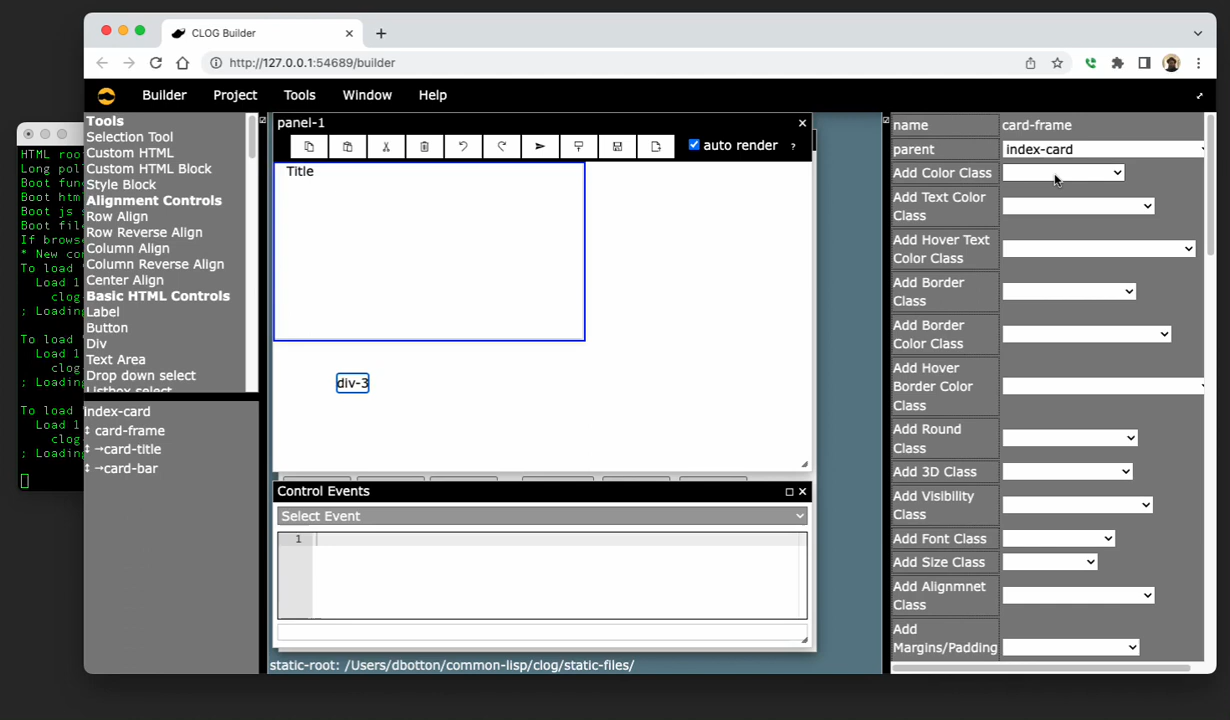 CLOG Builder
http://127.0.0.1:54689/builder
Builder Project Tools Window Help
HTML roo
Long pol
Boot fun
Boot htm
Boot js
Boot fil
If brows
* New co
To load
Load 1
clog
; Loadin
To load
Load 1
clog
; Loadin
To load
Load 1
clog
; Loadin
Tools
Selection Tool
Custom HTML
Custom HTML Block
Style Block
Alignment Controls
Row Align
Row Reverse Align
Column Align
Column Reverse Align
Center Align
Basic HTML Controls
Label
Button
Div
Text Area
Drop down select
Listbox select
index-card
↕ card-frame
↕ →card-title
↕ →card-bar
panel-1
auto render ?
Title
div-3
Control Events
Select Event
1
static-root: /Users/dbotton/common-lisp/clog/static-files/
name card-frame
parent index-card
Add Color Class
Add Text Color
Class
Add Hover Text
Color Class
Add Border
Class
Add Border
Color Class
Add Hover
Border Color
Class
Add Round
Class
Add 3D Class
Add Visibility
Class
Add Font Class
Add Size Class
Add Alignmnet
Class
Add
Margins/Padding